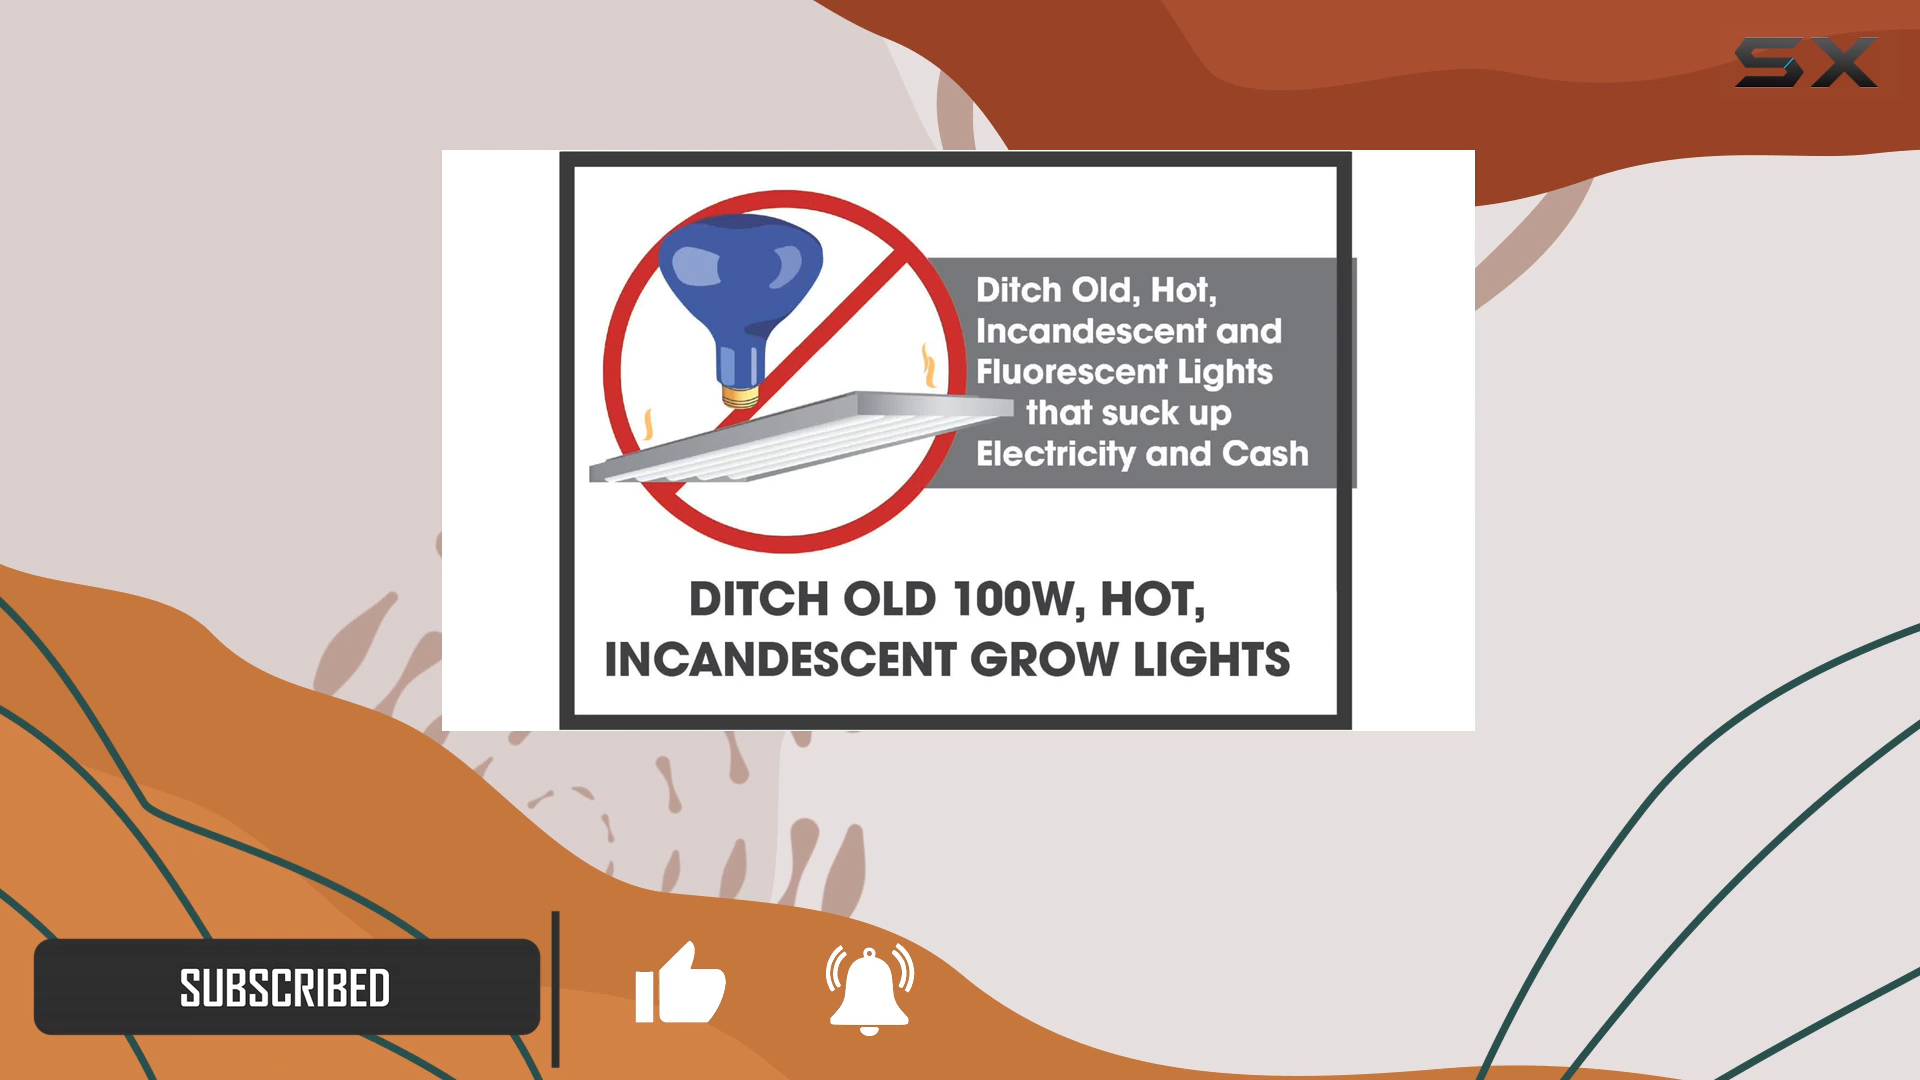 SX
Ditch Old, Hot,
Incandescent and
Fluorescent Lights
that suck up
Electricity and Cash
DITCH OLD 100W, HOT,
INCANDESCENT GROW LIGHTS
SUBSCRIBED